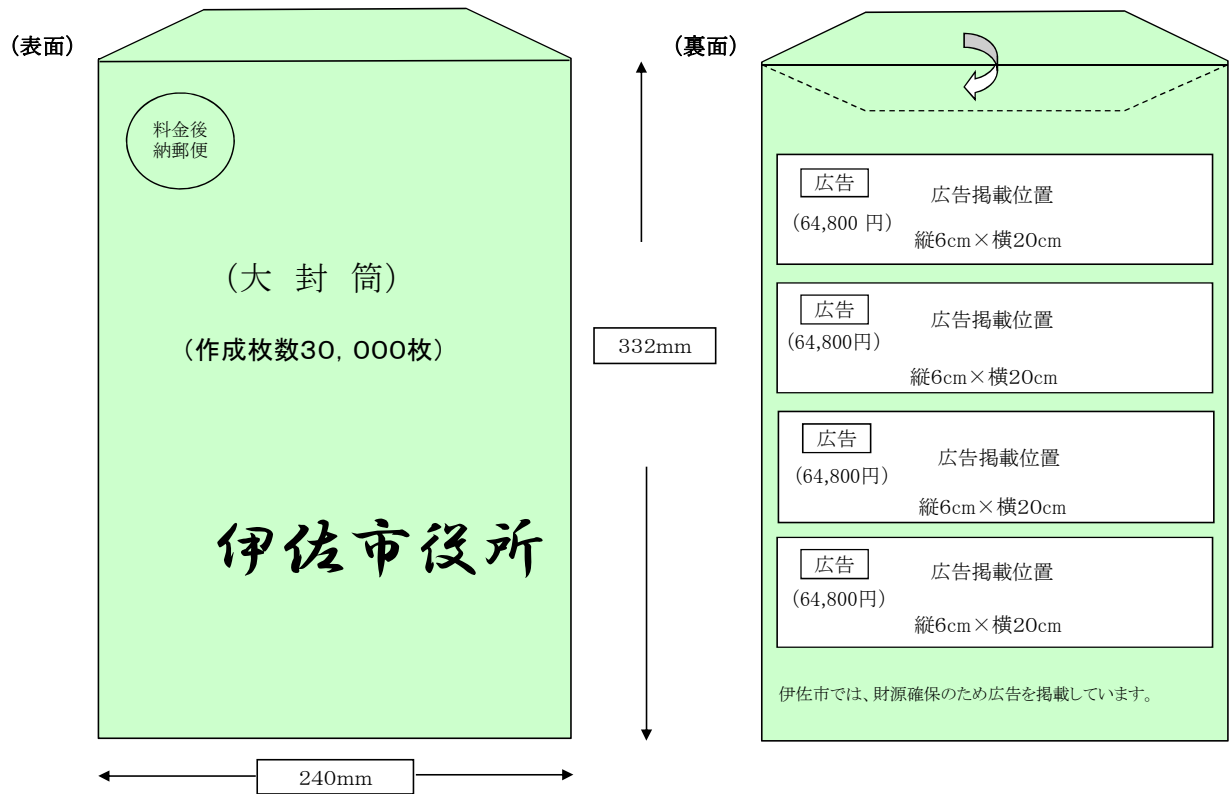 (表面)
料金後
納郵便
(大 封 筒)
(作成枚数30,000枚)
伊佐市役所
240mm
332mm
(裏面)
広告
広告掲載位置
(64,800 円)
縦6cm×横20cm
広告
広告掲載位置
(64,800円)
縦6cm×横20cm
広告
広告掲載位置
(64,800円)
縦6cm×横20cm
広告
広告掲載位置
(64,800円)
縦6cm×横20cm
伊佐市では、財源確保のため広告を掲載しています。